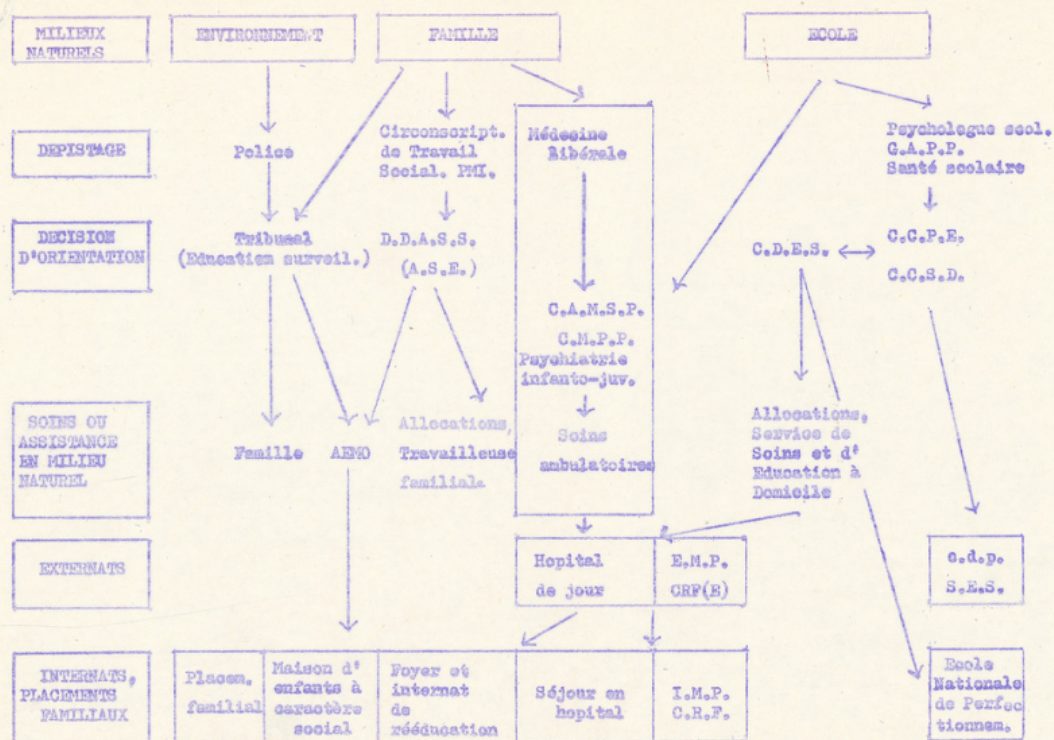 MILIEUX
NATURELS
ENVIRONNEMENT
FAMILLE
ECOLE
DEPISTAGE
Police
Circonscript.
de Travail
Social. PMI.
Médecine
Libérale
Psychologue scol.
G.A.P.P.
Santé scolaire
DECISION
D'ORIENTATION
Tribunal
(Education surveil.)
D.D.A.S.S.
(A.S.E.)
C.A.M.S.P.
C.M.P.P.
Psychiatrie
infanto-juv.
C.D.E.S.
C.C.P.E.
C.C.S.D.
SOINS OU
ASSISTANCE
EN MILIEU
NATUREL
Famille
AEMO
Allocations,
Travailleuse
familiale
Soins
ambulatoires
Allocations,
Service de
Soins et d'
Education à
Domicile
EXTERNATS
Hopital
de jour
E.M.P.
CRF(E)
c.d.p.
S.E.S.
INTERNATS,
PLACEMENTS
FAMILIAUX
Placem.
familial
Maison d'
enfants à
caractère
social
Foyer et
internat
de
rééducation
Séjour en
hopital
I.M.P.
C.R.F.
Ecole
Nationale
de Perfec
tionnem.